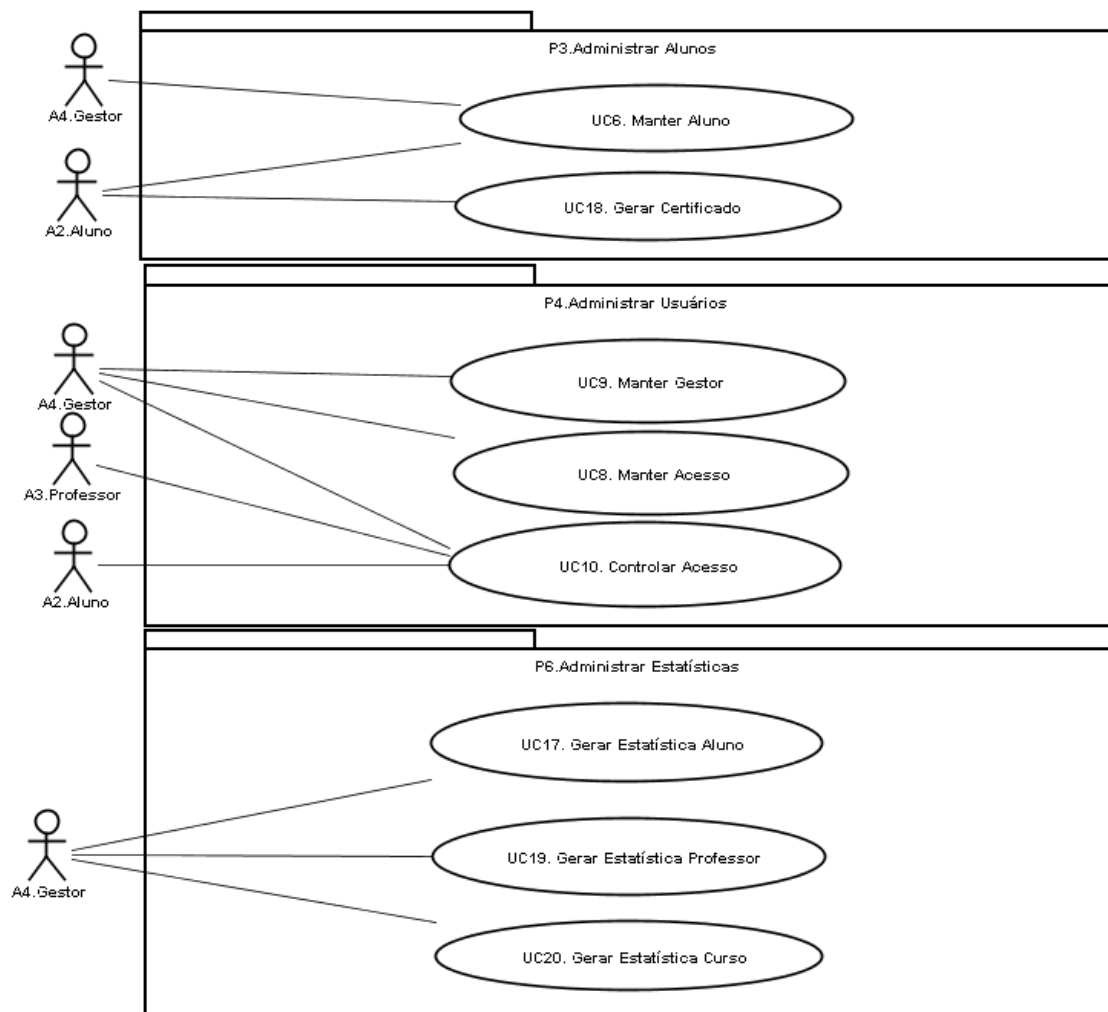 P3.Administrar Alunos
A4.Gestor
UC6. Manter Aluno
A2.Aluno
UC18. Gerar Certificado
P4.Administrar Usuários
A4.Gestor
UC9. Manter Gestor
A3.Professor
UC8. Manter Acesso
A2.Aluno
UC10. Controlar Acesso
P6.Administrar Estatísticas
UC17. Gerar Estatística Aluno
A4.Gestor
UC19. Gerar Estatística Professor
UC20. Gerar Estatística Curso